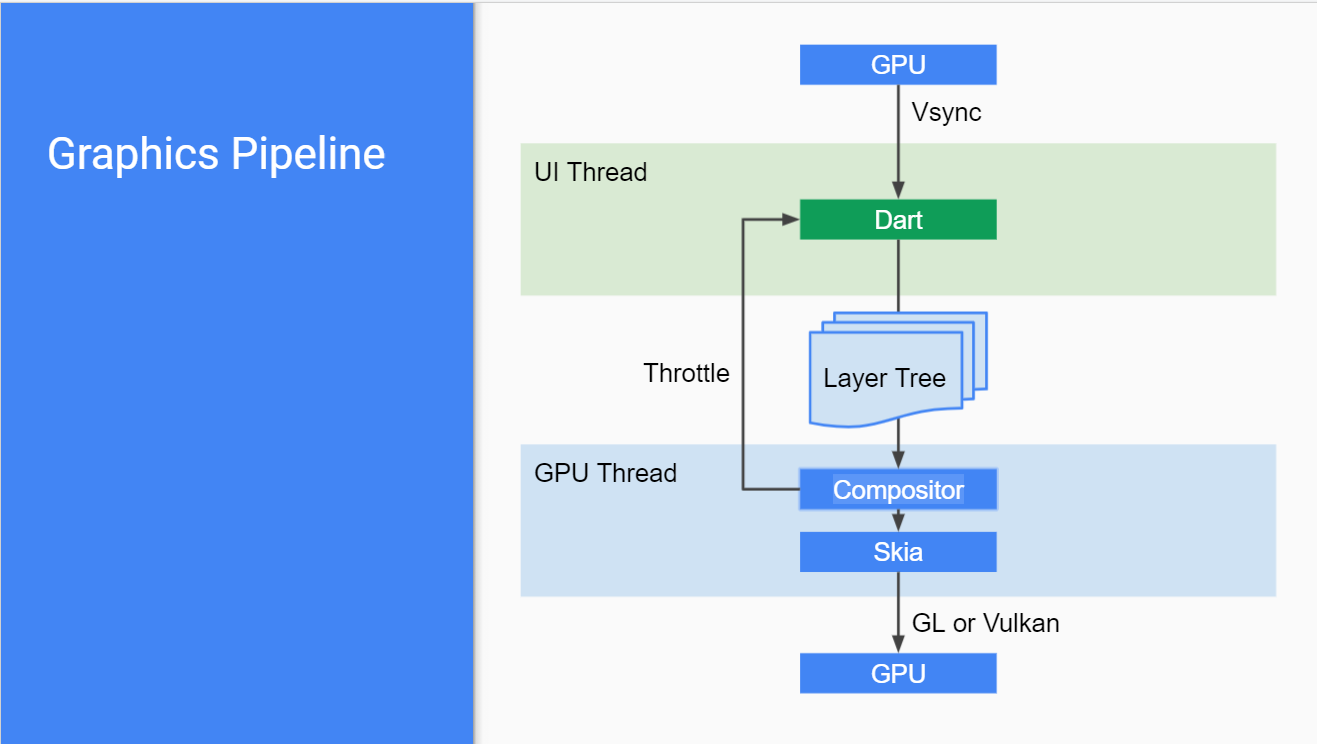 Graphics Pipeline
GPU
Vsync
UI Thread
Dart
Throttle
Layer Tree
GPU Thread
Compositor
Skia
GL or Vulkan
GPU